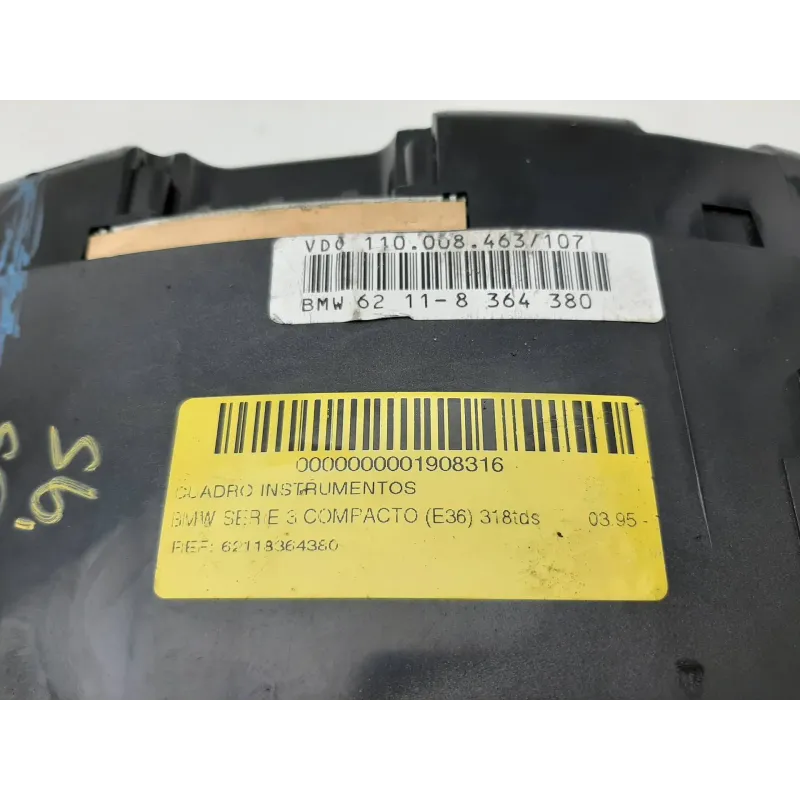 VDO 110.008.463/107
BMW 62 11-8 364 380
0000000001908316
CUADRO INSTRUMENTOS
BMW SERIE 3 COMPACTO (E36) 318tds 03.95 -
REF: 62118364380
'95